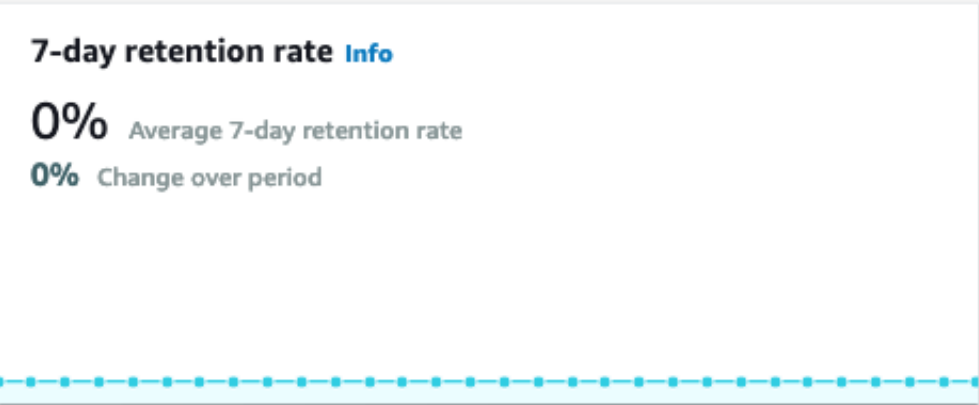 7-day retention rate Info
0% Average 7-day retention rate
0% Change over period